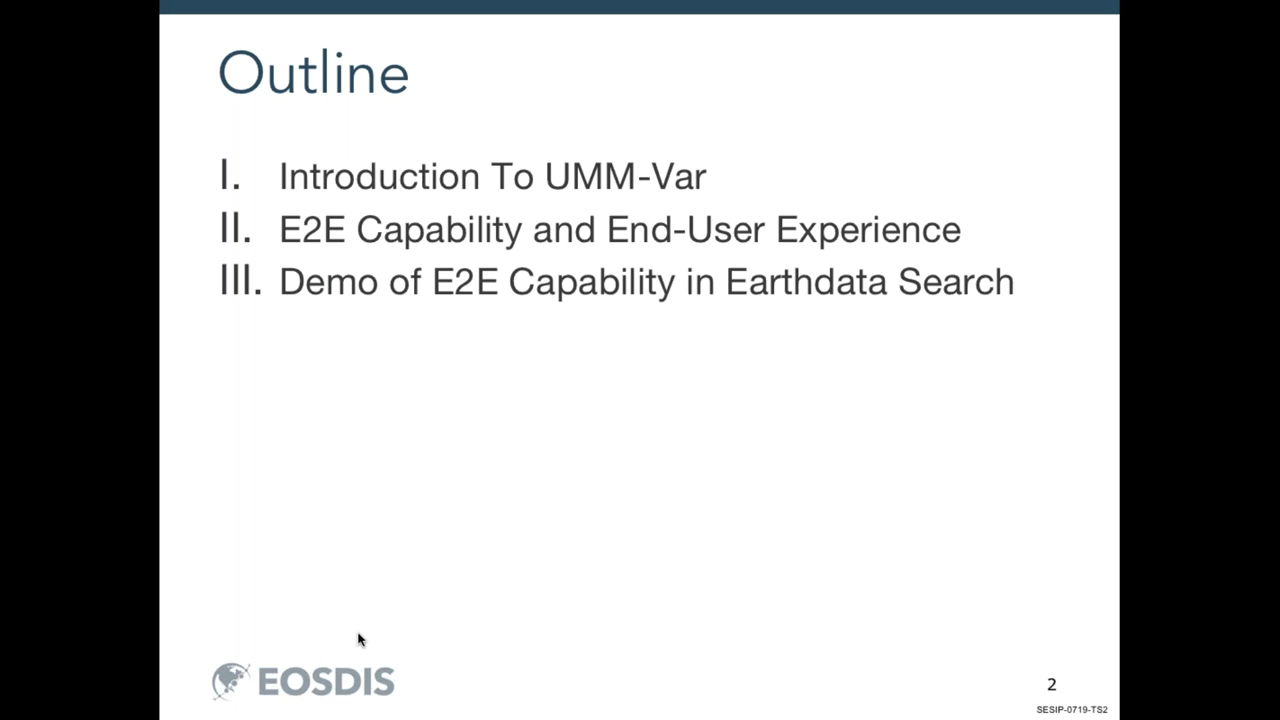 Outline
I. Introduction To UMM-Var
II. E2E Capability and End-User Experience
III. Demo of E2E Capability in Earthdata Search
EOSDIS
2
SESIP-0719-TS2